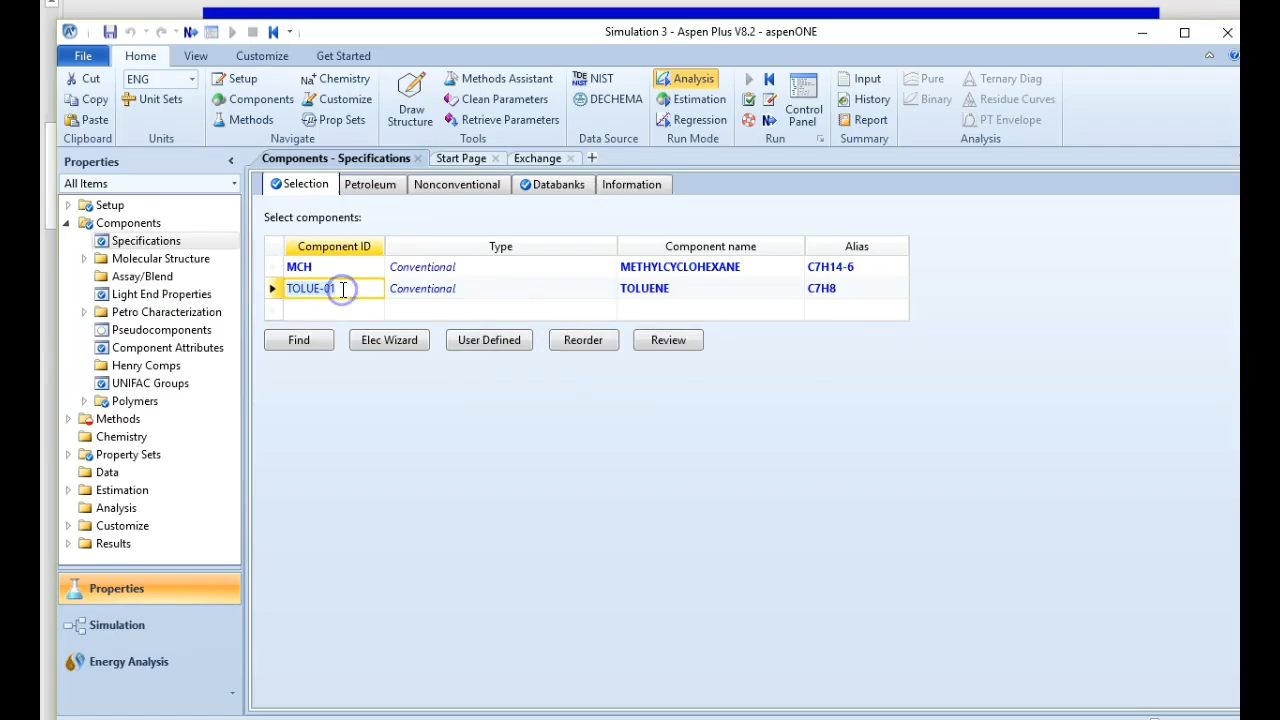 Simulation 3 - Aspen Plus V8.2 - aspenONE
File Home View Customize Get Started
Cut ENG Setup Chemistry Methods Assistant NIST Analysis Input Pure Ternary Diag
Copy Unit Sets Components Customize Draw Structure Clean Parameters DECHEMA Estimation Control Panel History Binary Residue Curves
Paste Methods Prop Sets Retrieve Parameters Regression Report PT Envelope
Clipboard Units Navigate Tools Data Source Run Mode Run Summary Analysis
Properties Components - Specifications Start Page Exchange
All Items Selection Petroleum Nonconventional Databanks Information
Setup
Components Select components:
Specifications Component ID Type Component name Alias
Molecular Structure MCH Conventional METHYLCYCLOHEXANE C7H14-6
Assay/Blend TOLUE-01 Conventional TOLUENE C7H8
Light End Properties
Petro Characterization
Pseudocomponents Find Elec Wizard User Defined Reorder Review
Component Attributes
Henry Comps
UNIFAC Groups
Polymers
Methods
Chemistry
Property Sets
Data
Estimation
Analysis
Customize
Results
Properties
Simulation
Energy Analysis